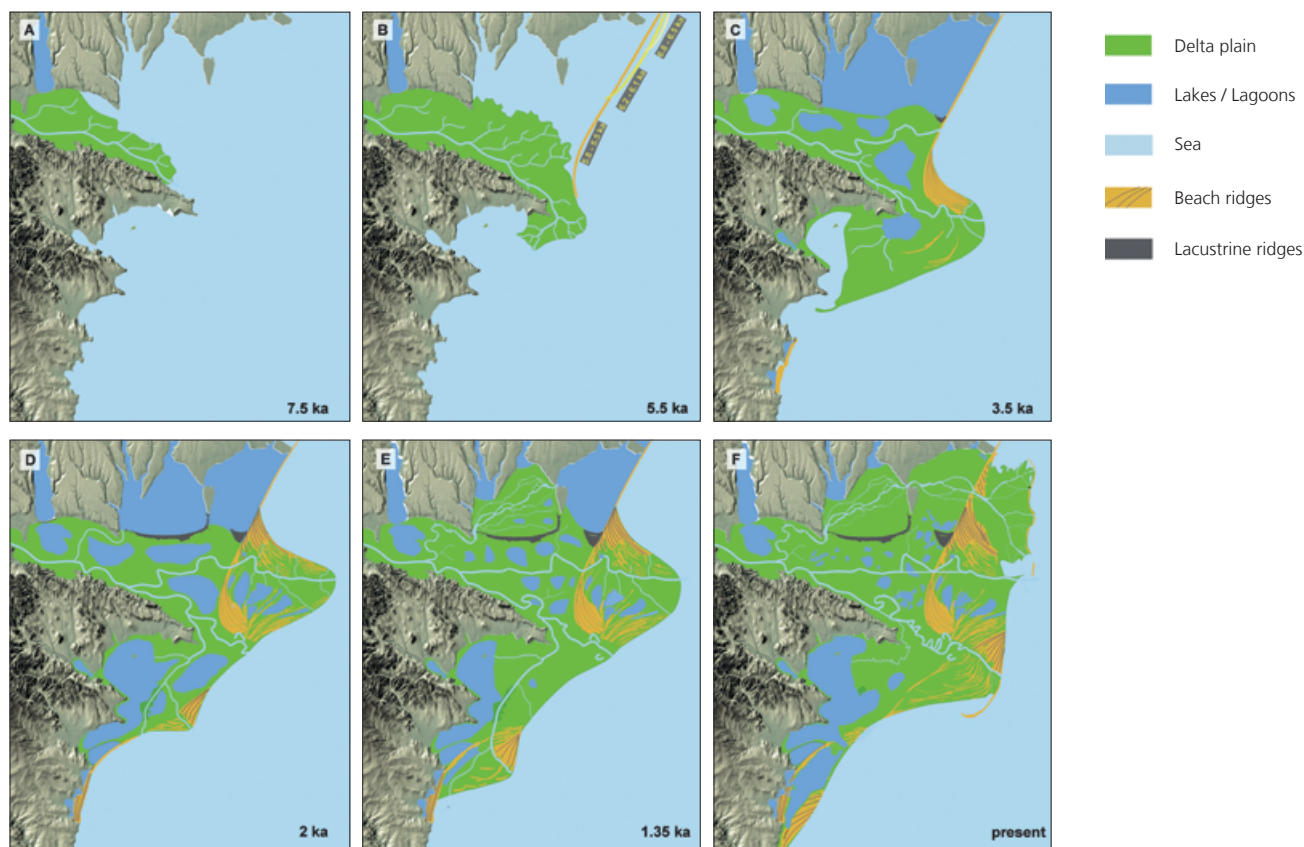 A
7.5 ka
B
5.5 ka
C
3.5 ka
Delta plain
Lakes / Lagoons
Sea
Beach ridges
Lacustrine ridges
D
2 ka
E
1.35 ka
F
present